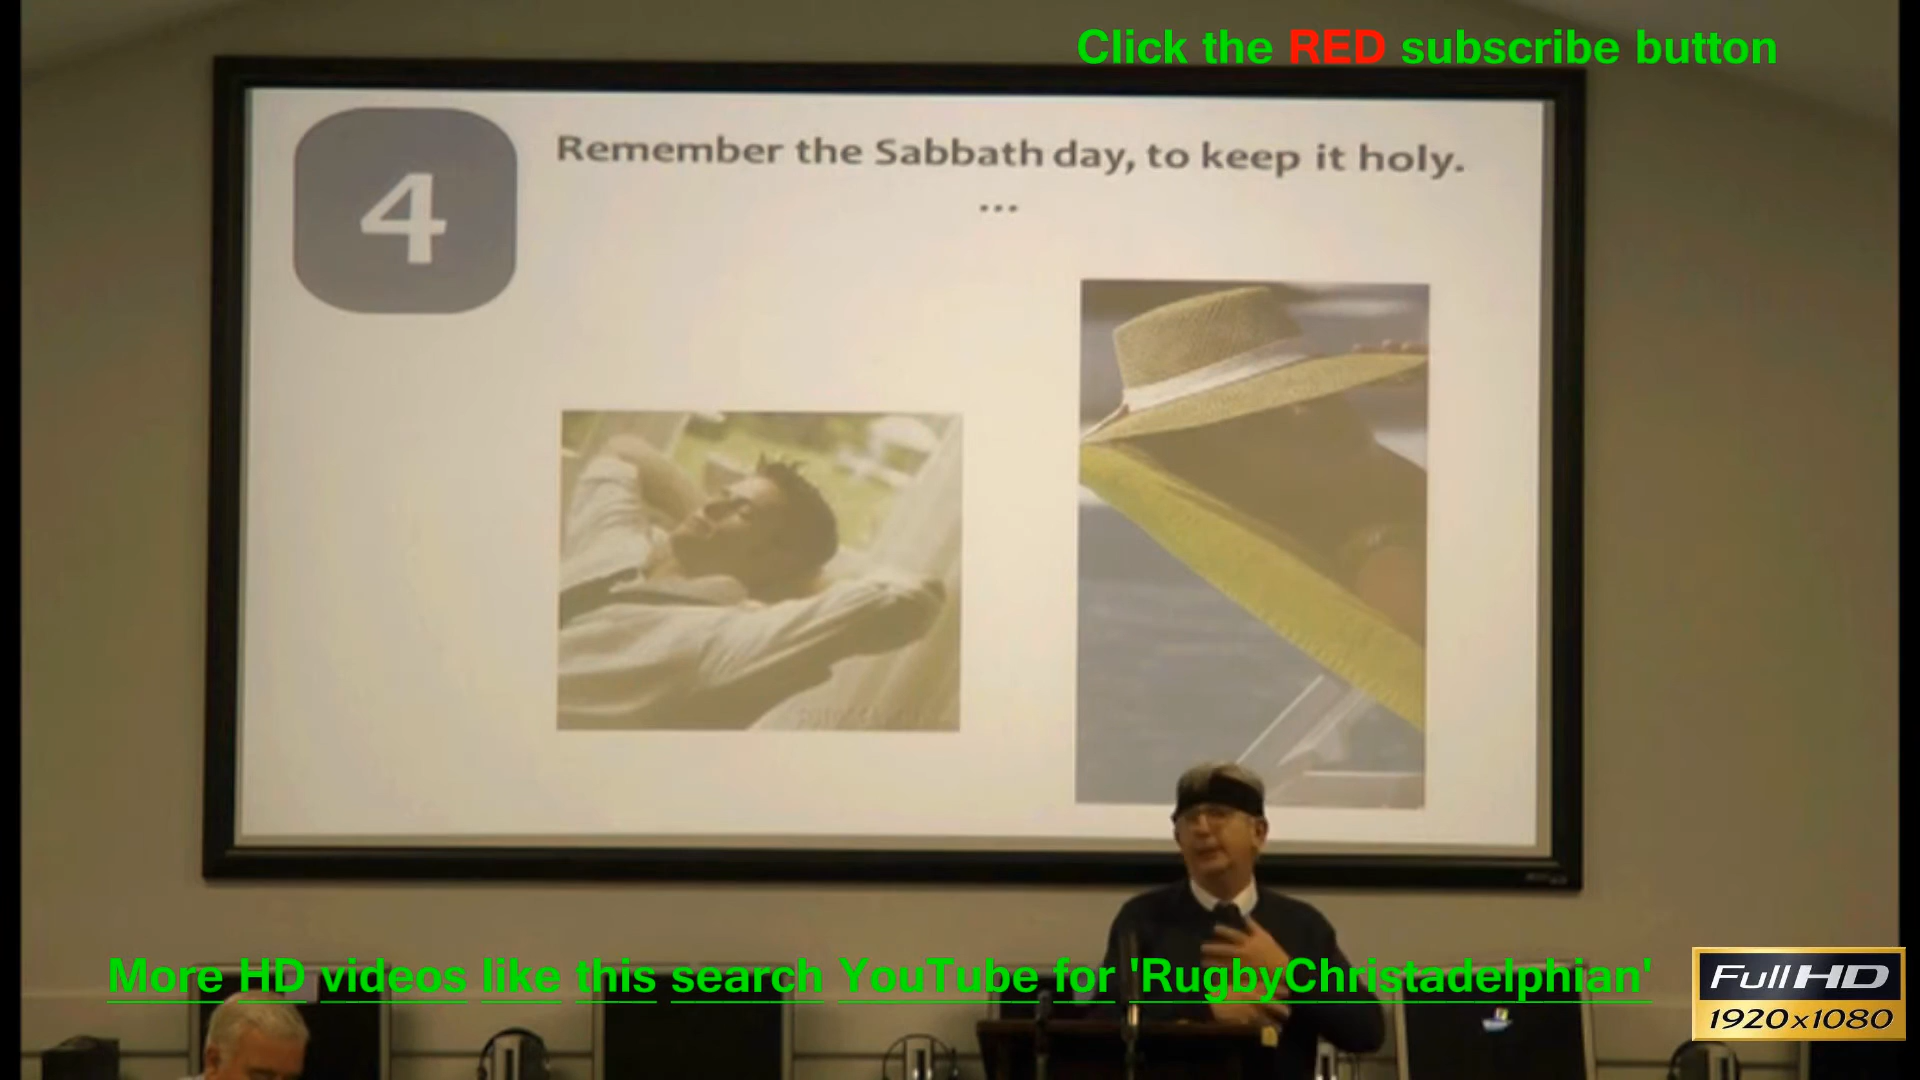 Click the RED subscribe button
4
Remember the Sabbath day, to keep it holy.
...
More HD videos like this search YouTube for 'RugbyChristadelphian'
Full HD
1920x1080